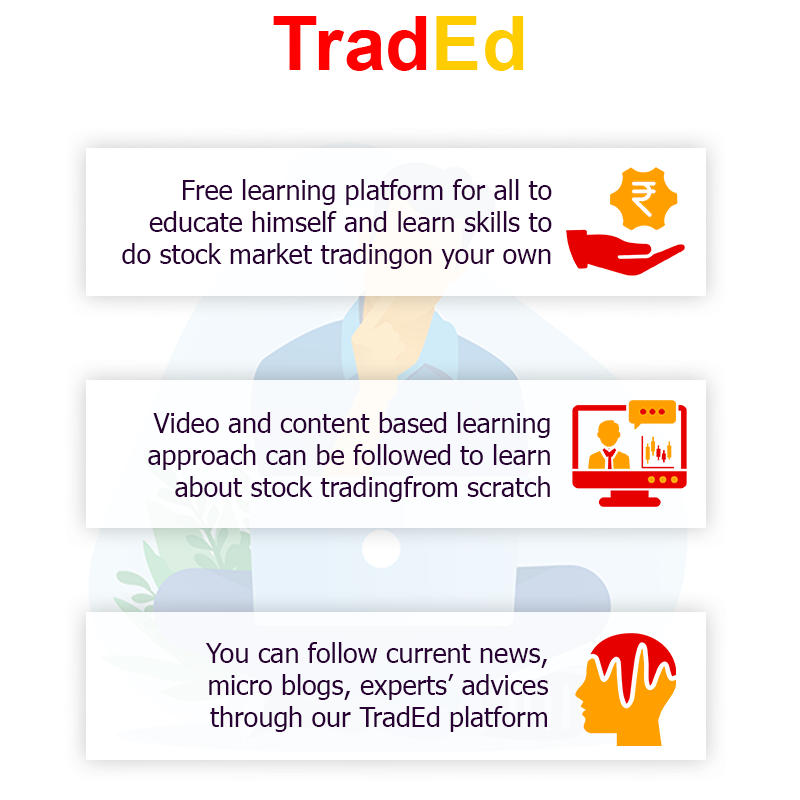 TradEd
Free learning platform for all to
educate himself and learn skills to
do stock market tradingon your own
₹
Video and content based learning
approach can be followed to learn
about stock tradingfrom scratch
You can follow current news,
micro blogs, experts’ advices
through our TradEd platform